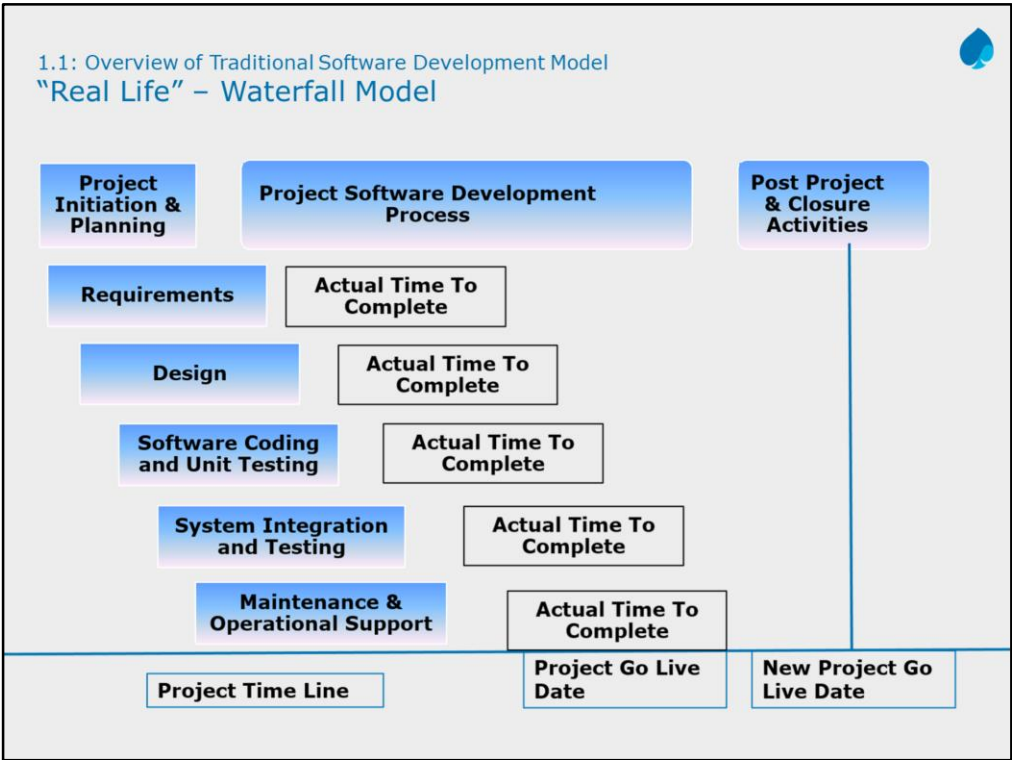 1.1: Overview of Traditional Software Development Model
“Real Life” – Waterfall Model
Project
Initiation &
Planning
Project Software Development
Process
Post Project
& Closure
Activities
Requirements
Actual Time To
Complete
Design
Actual Time To
Complete
Software Coding
and Unit Testing
Actual Time To
Complete
System Integration
and Testing
Actual Time To
Complete
Maintenance &
Operational Support
Actual Time To
Complete
Project Time Line
Project Go Live
Date
New Project Go
Live Date